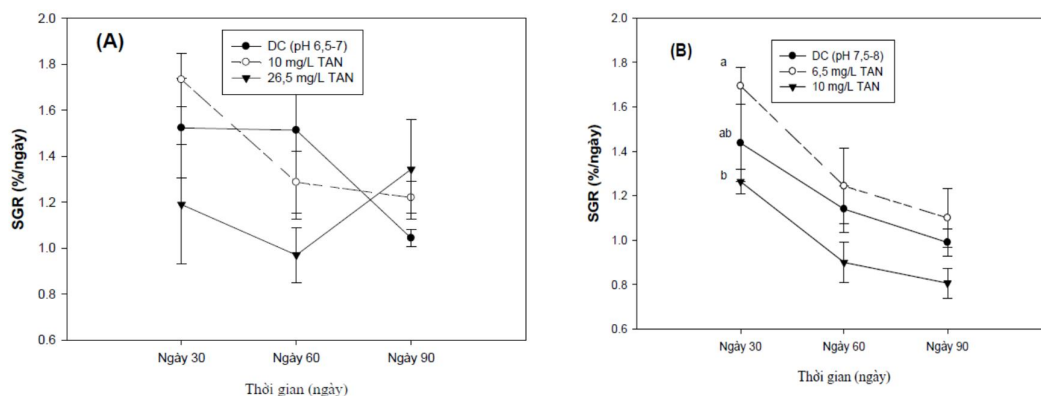 (A)
2.0
1.8
1.6
1.4
1.2
1.0
0.8
0.6
SGR (%/ngày)
DC (pH 6,5-7)
10 mg/L TAN
26,5 mg/L TAN
Ngày 30
Ngày 60
Ngày 90
Thời gian (ngày)
(B)
2.0
1.8
1.6
1.4
1.2
1.0
0.8
0.6
SGR (%/ngày)
DC (pH 7,5-8)
6,5 mg/L TAN
10 mg/L TAN
a
ab
b
Ngày 30
Ngày 60
Ngày 90
Thời gian (ngày)